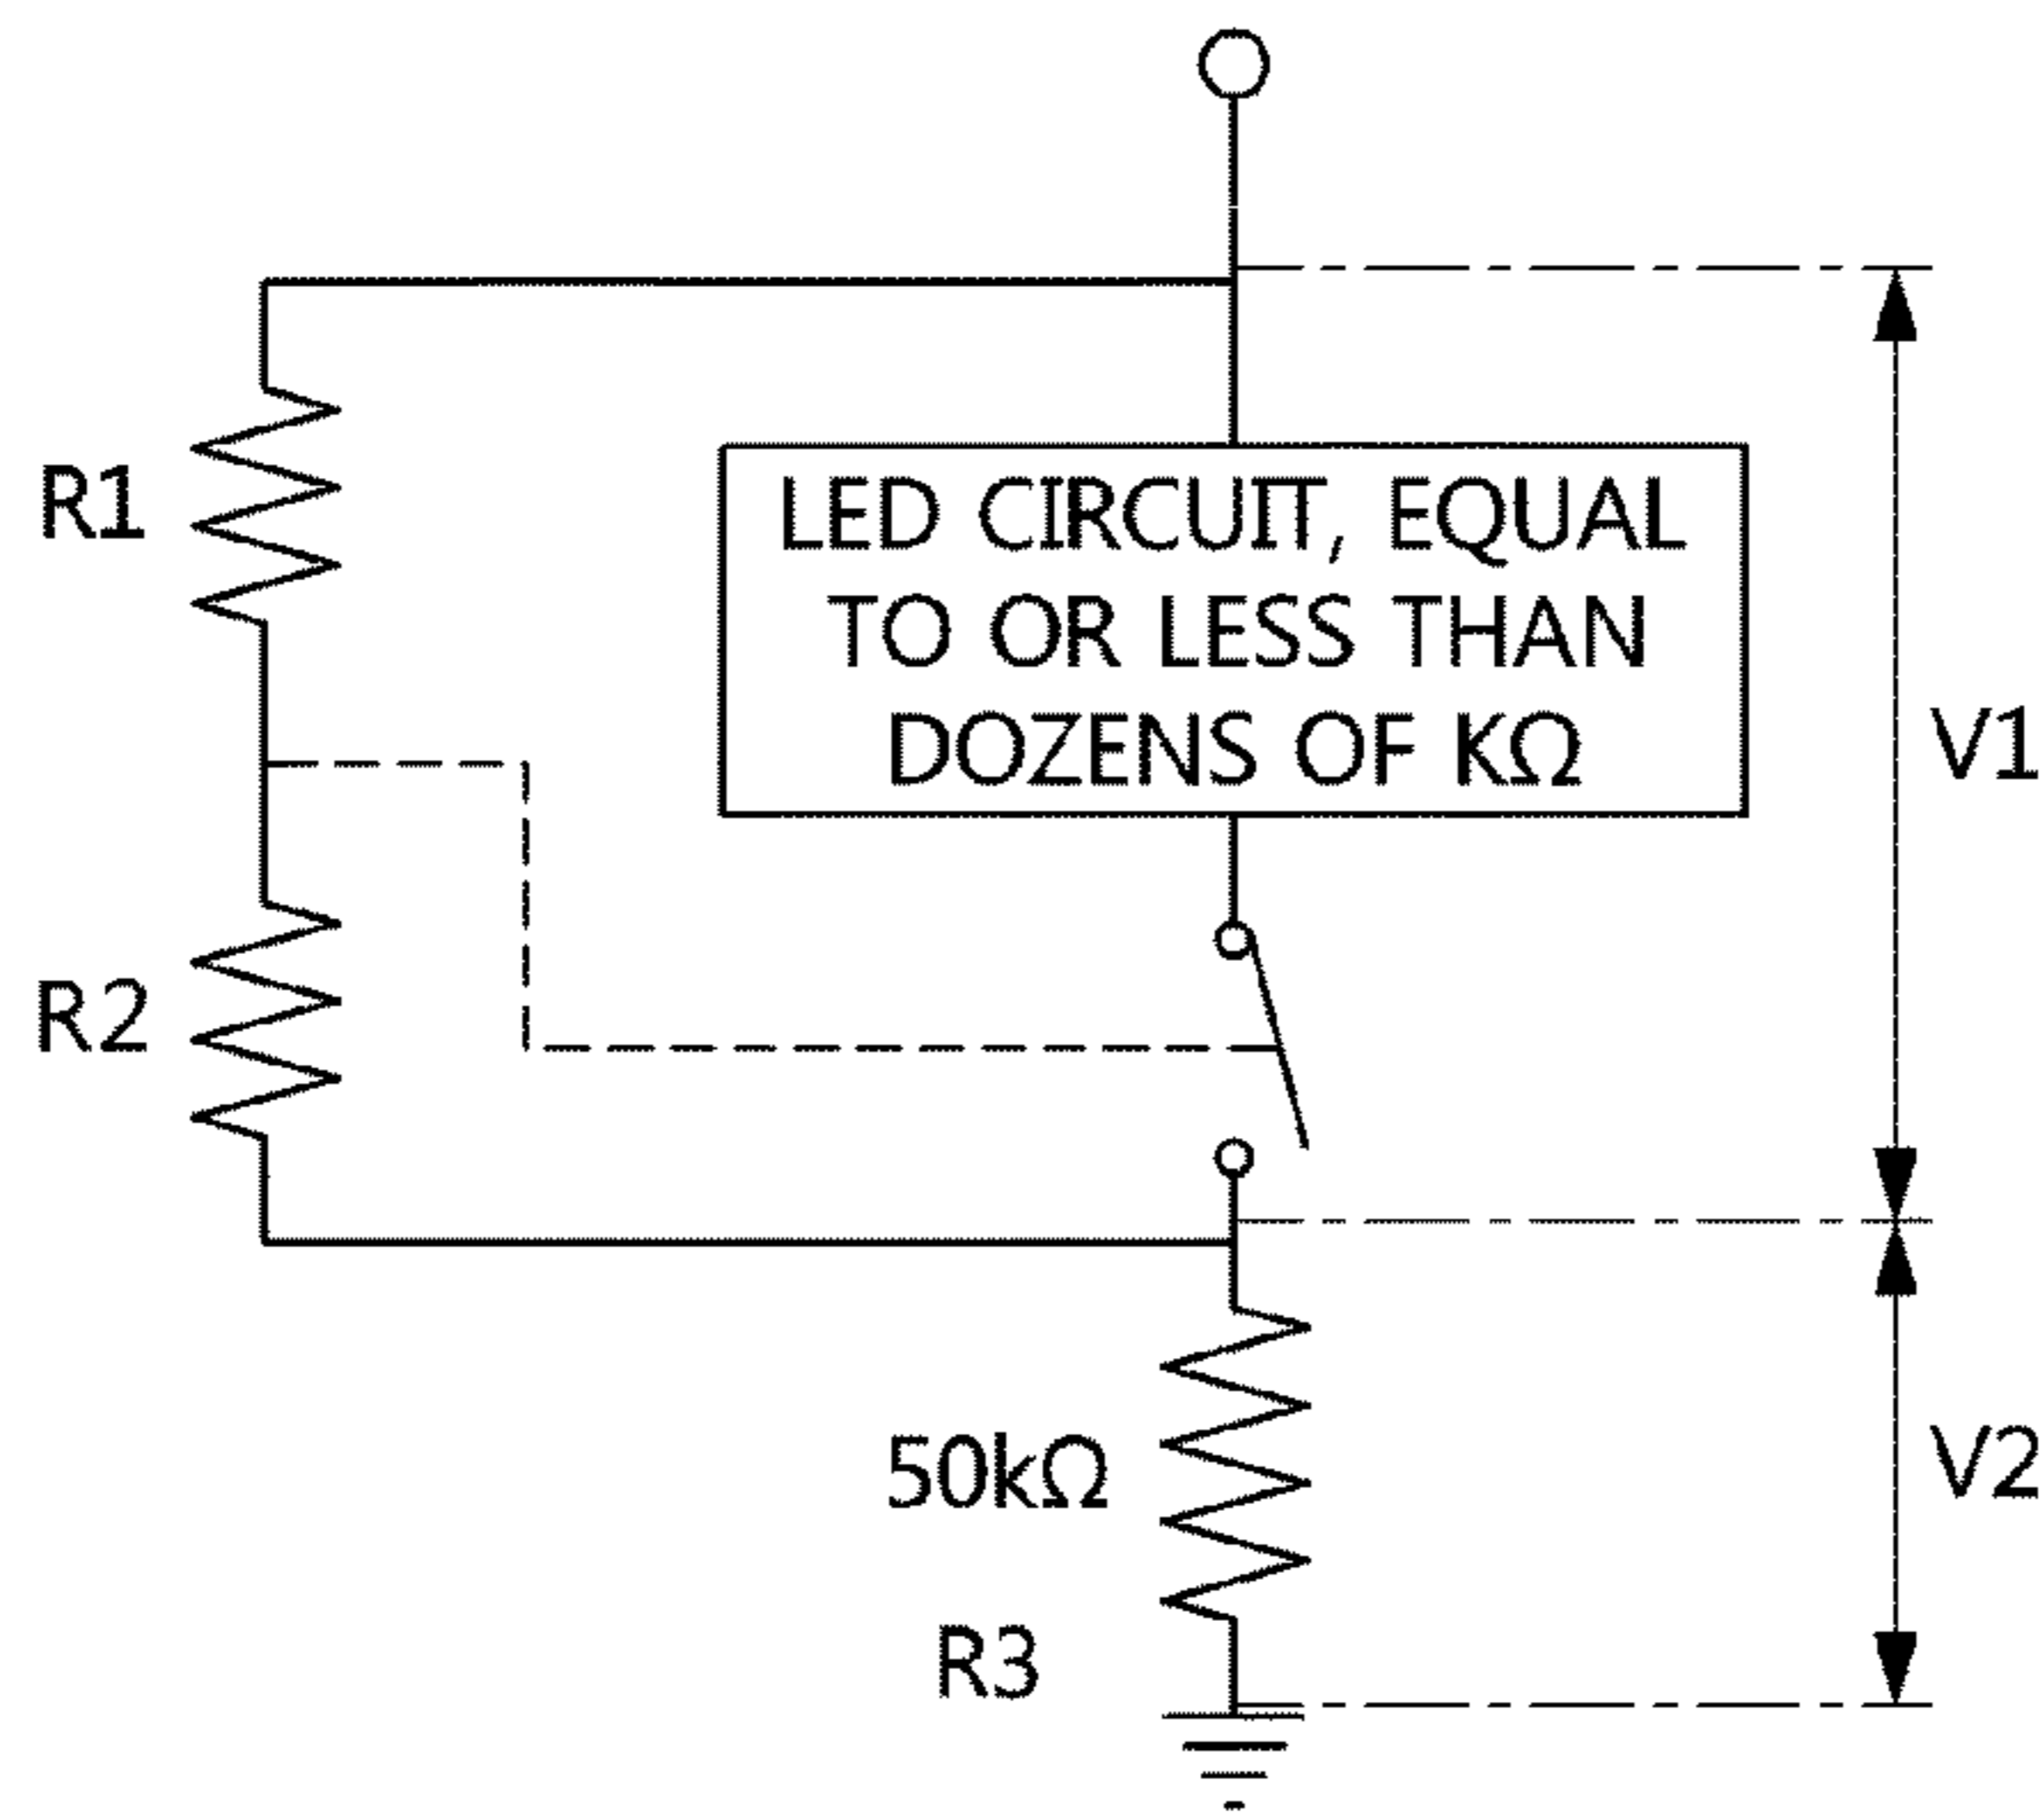 R1
LED CIRCUIT, EQUAL
TO OR LESS THAN
DOZENS OF KΩ
V1
R2
50kΩ
V2
R3